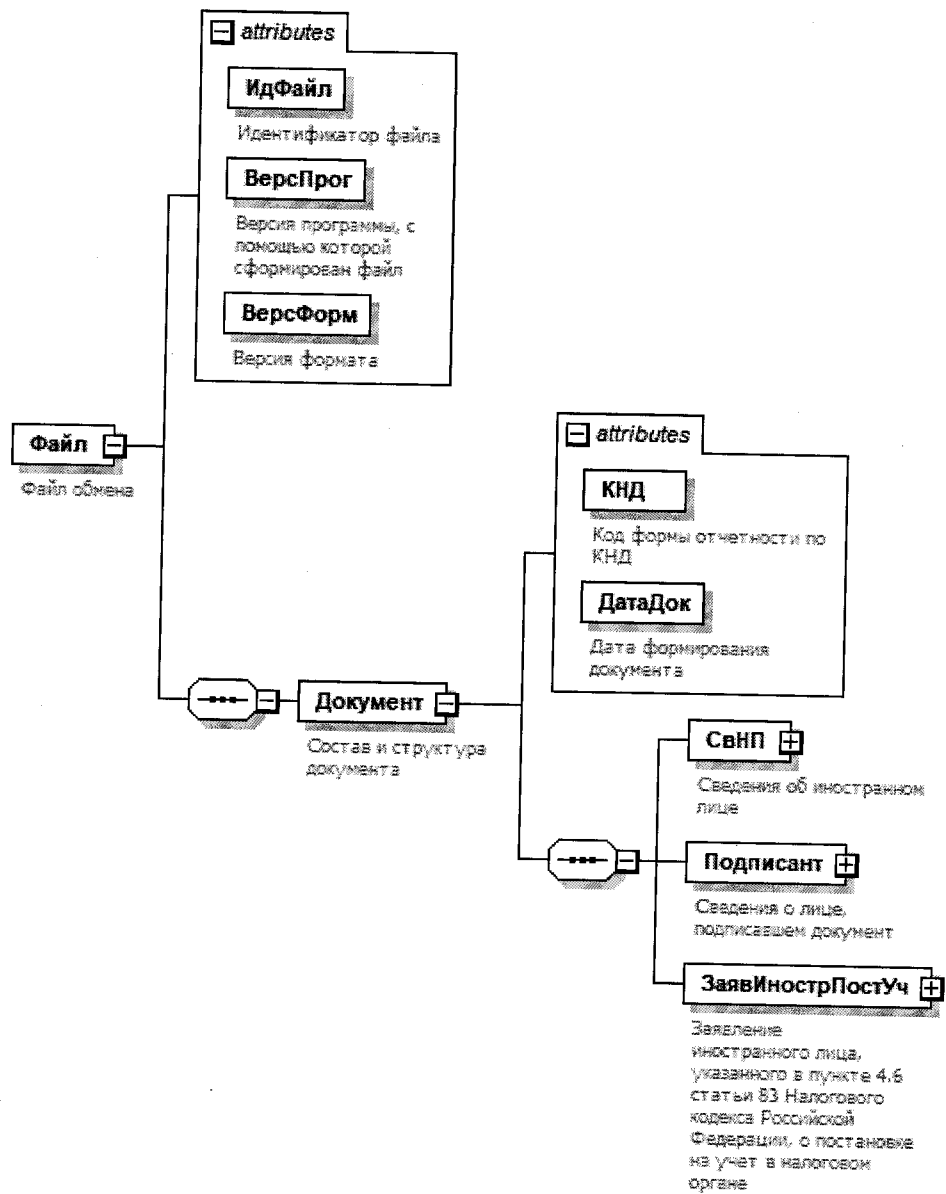 attributes
ИдФайл
Идентификатор файла
ВерсПрог
Версия программы, с
помощью которой
сформирован файл
ВерсФорм
Версия формата
Файл
Файл обмена
attributes
КНД
Код формы отчетности по
КНД
ДатаДок
Дата формирования
документа
Документ
Состав и структура
документа
СвНП
Сведения об иностранном
лице
Подписант
Сведения о лице,
подписавшем документ
ЗаявИнострПостУч
Заявление
иностранного лица,
указанного в пункте 4.6
статьи 83 Налогового
кодекса Российской
Федерации, о постановке
на учет в налоговом
органе